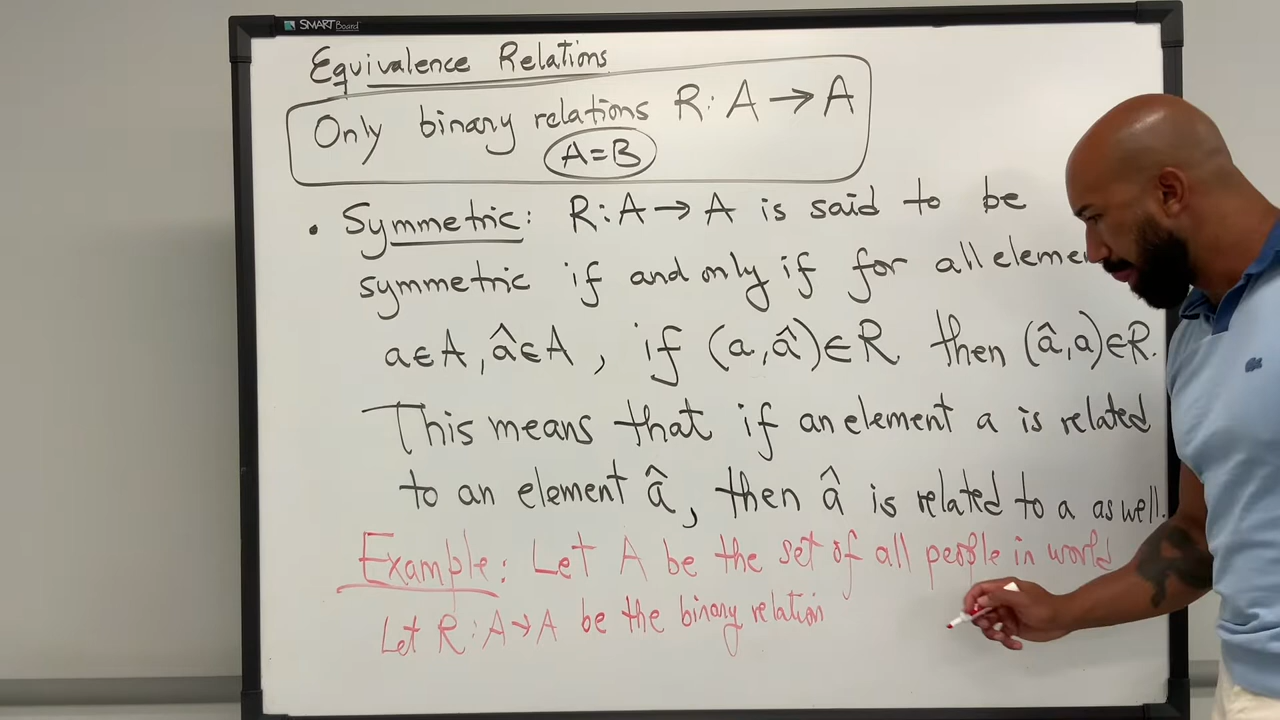 SMART Board
Equivalence Relations
Only binary relations R: A → A
A=B
• Symmetric: R: A → A is said to be
symmetric if and only if for all
a∈A, â∈A, if (a, â)∈R then (â, a)∈R.
This means that if an element a is related
to an element â, then â is related to a as well.
Example: Let A be the set of all people in world
Let R: A→A be the binary relation